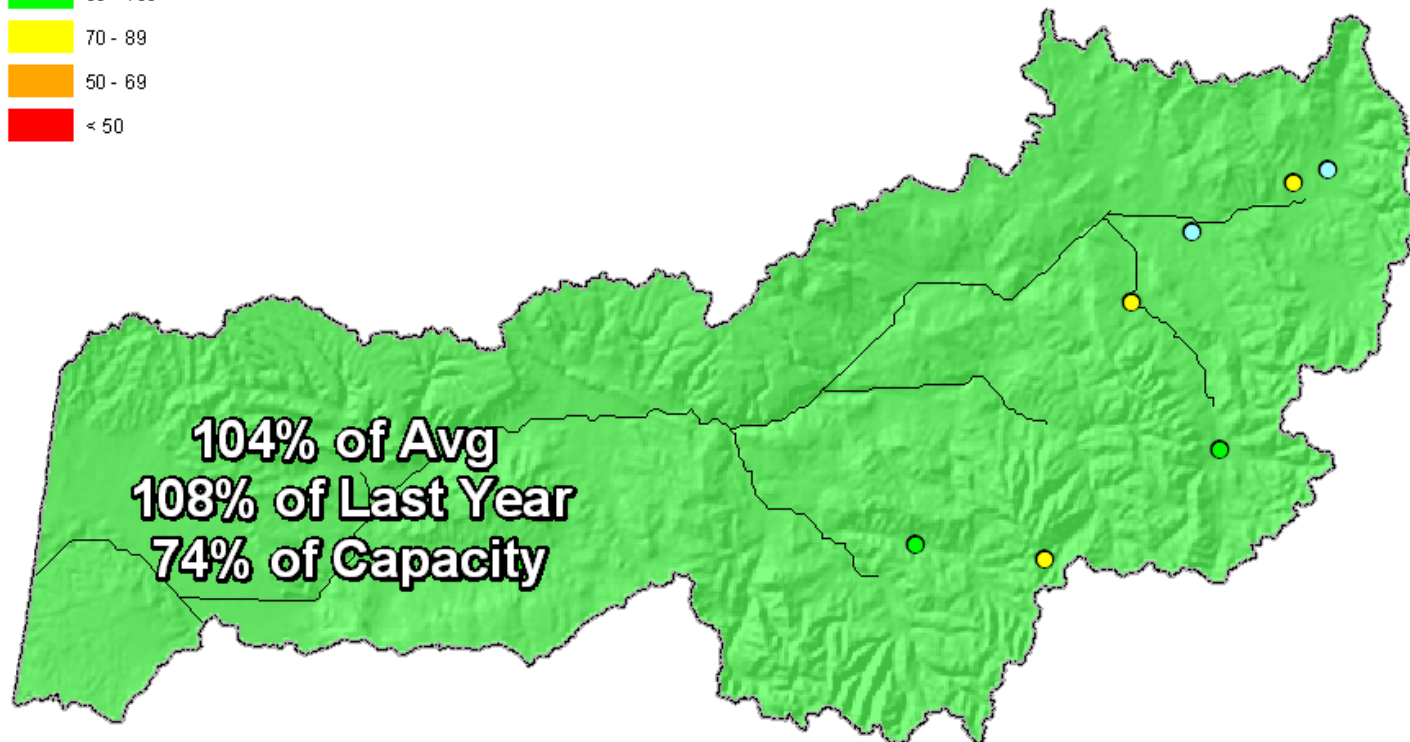 70 - 89
50 - 69
< 50
104% of Avg
108% of Last Year
74% of Capacity